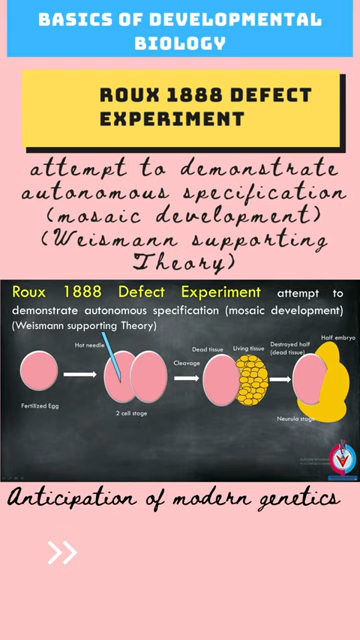 BASICS OF DEVELOPMENTAL
BIOLOGY
ROUX 1888 DEFECT
EXPERIMENT
attempt to demonstrate
autonomous specification
(mosaic development)
(Weismann supporting
Theory)
Roux 1888 Defect Experiment attempt to
demonstrate autonomous specification (mosaic development)
(Weismann supporting Theory)
Hot needle
Fertilized Egg
2 cell stage
Cleavage
Dead tissue
Living tissue
Destroyed half
(dead tissue)
Half embryo
Neurula stage
Anticipation of modern genetics